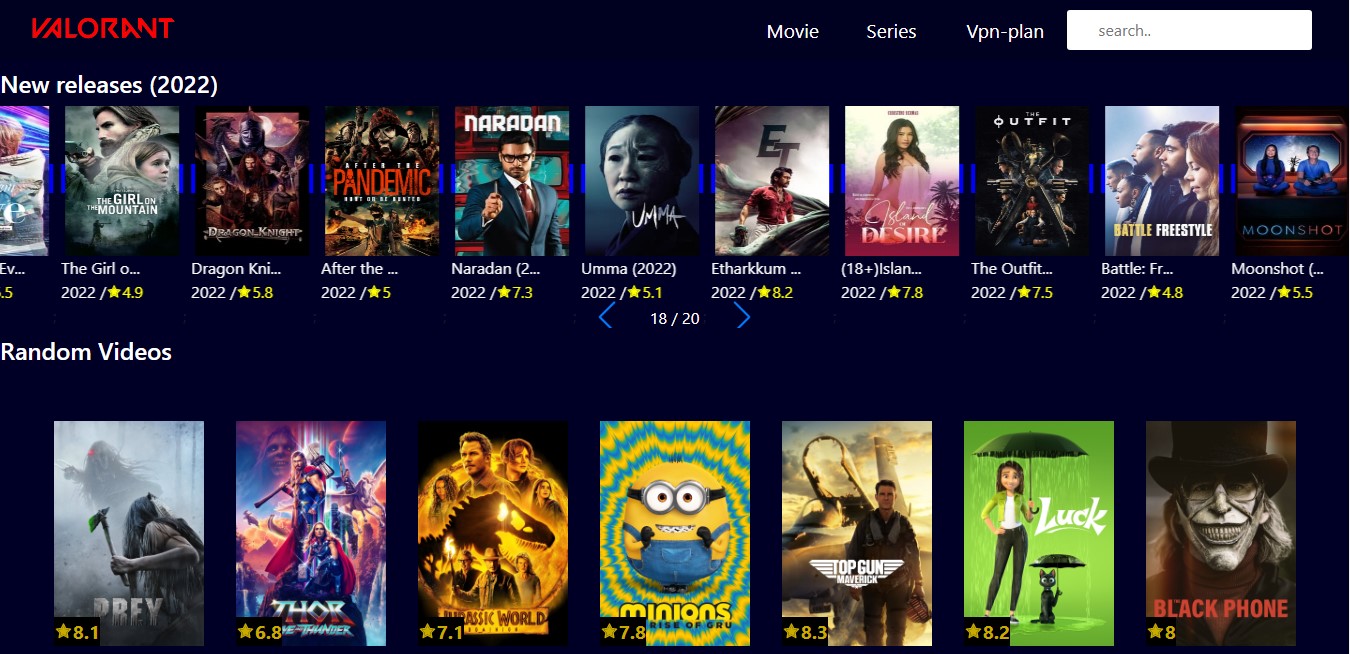 VALORANT
Movie
Series
Vpn-plan
search..
New releases (2022)
THE GIRL ON
THE MOUNTAIN
DRAGON KNIGHT
AFTER THE
PANDEMIC
HUNT OR BE HUNTED
NARADAN
UMMA
ET
Island
OF
DESIRE
THE
OUTFIT
BATTLE FREESTYLE
MOONSHOT
Ev...
The Girl o...
Dragon Kni...
After the ...
Naradan (2...
Umma (2022)
Etharkkum ...
(18+)Islan...
The Outfit...
Battle: Fr...
Moonshot (...
.5
2022 /★4.9
2022 /★5.8
2022 /★5
2022 /★7.3
2022 /★5.1
2022 /★8.2
2022 /★7.8
2022 /★7.5
2022 /★4.8
2022 /★5.5
18 / 20
Random Videos
PREY
★8.1
THOR
LOVE AND THUNDER
★6.8
JURASSIC WORLD
DOMINION
★7.1
MINIONS
RISE OF GRU
★7.8
TOP GUN
MAVERICK
★8.3
Luck
★8.2
THE
BLACK PHONE
★8